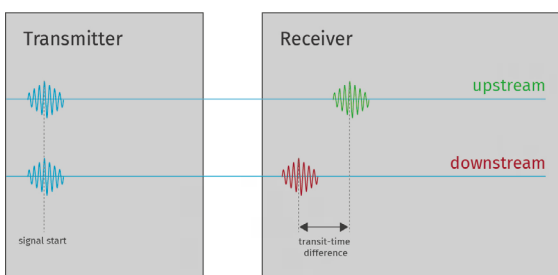 Transmitter
Receiver
upstream
downstream
signal start
transit-time
difference